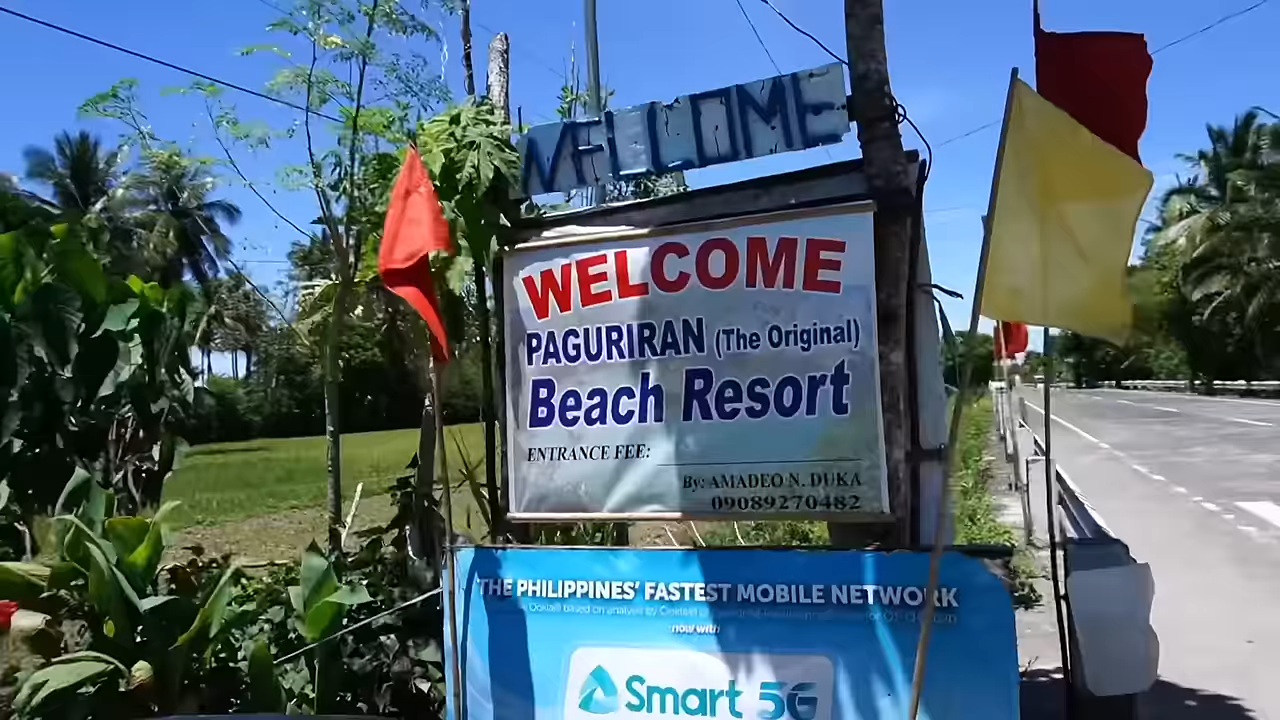 WELCOME
WELCOME
PAGURIRAN (The Original)
Beach Resort
ENTRANCE FEE:
By: AMADEO N. DUKA
09089270482
THE PHILIPPINES' FASTEST MOBILE NETWORK
now with
Smart 5G